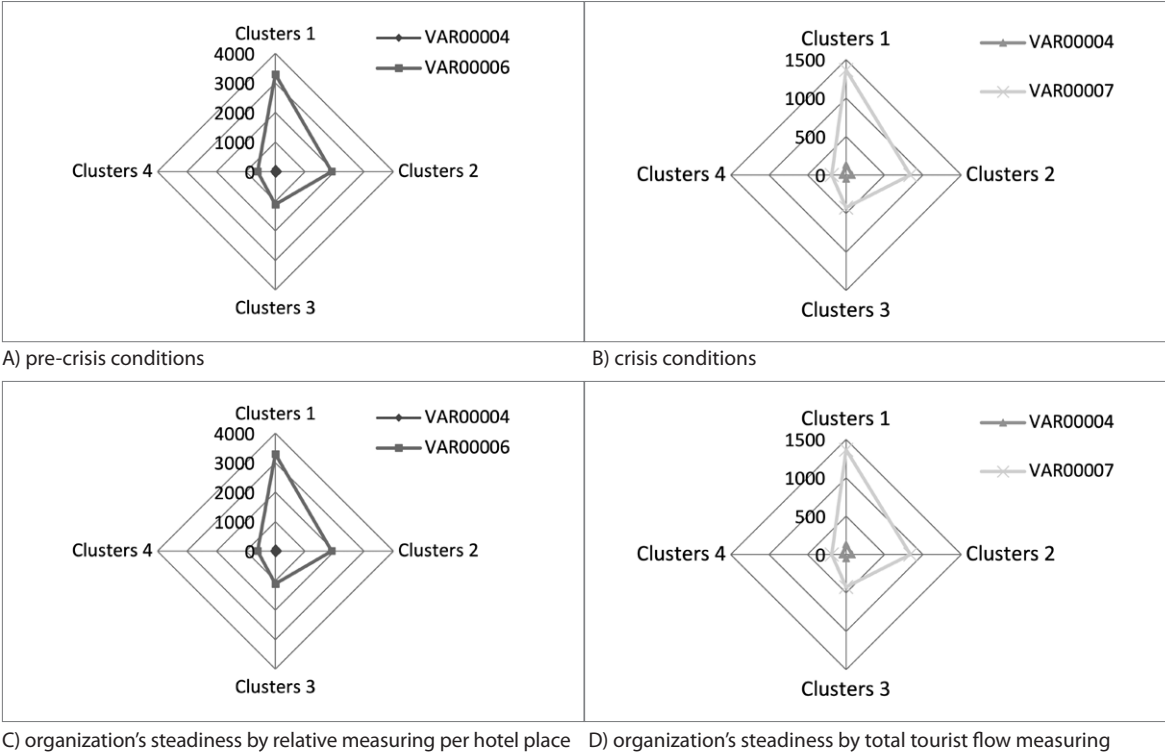 Clusters 1
VAR00004
VAR00006
4000
3000
2000
1000
0
Clusters 4
Clusters 2
Clusters 3
Clusters 1
VAR00004
VAR00007
1500
1000
500
0
Clusters 4
Clusters 2
Clusters 3
A) pre-crisis conditions
B) crisis conditions
Clusters 1
VAR00004
VAR00006
4000
3000
2000
1000
0
Clusters 4
Clusters 2
Clusters 3
Clusters 1
VAR00004
VAR00007
1500
1000
500
0
Clusters 4
Clusters 2
Clusters 3
C) organization's steadiness by relative measuring per hotel place
D) organization's steadiness by total tourist flow measuring